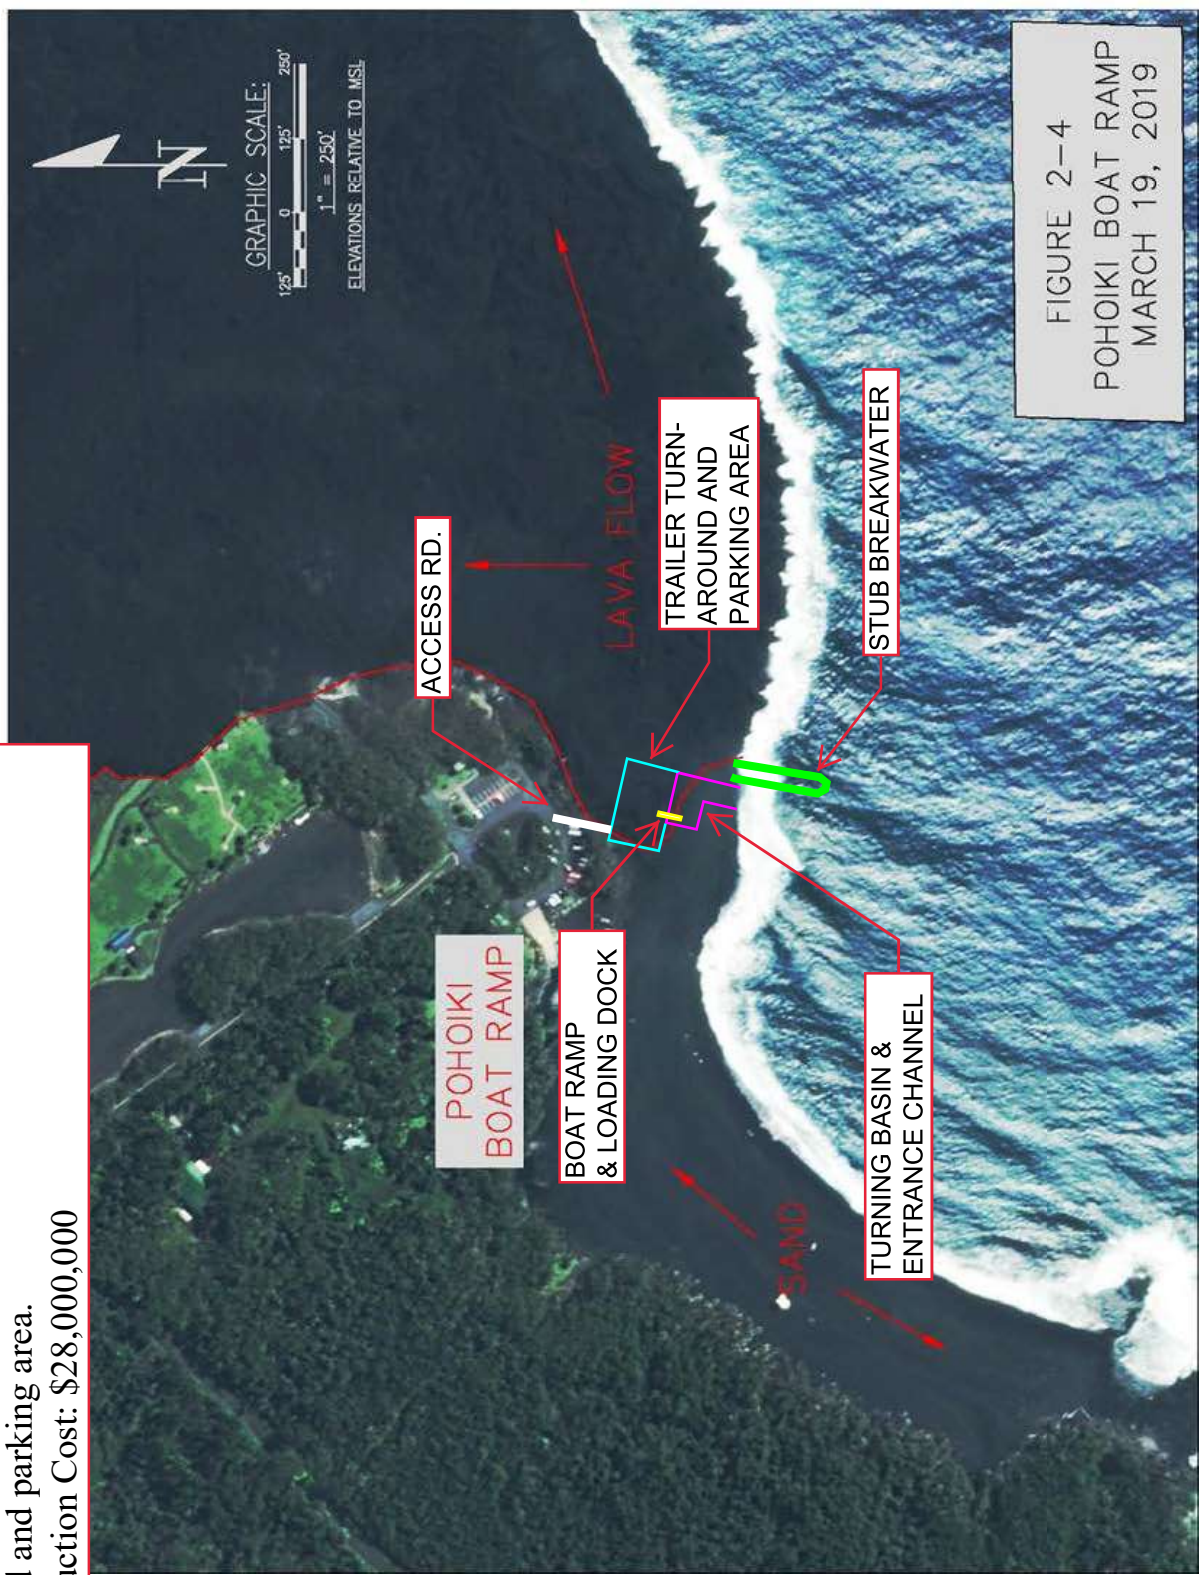 l and parking area.
uction Cost: $28,000,000
N
GRAPHIC SCALE:
125' 0 125' 250'
1" = 250'
ELEVATIONS RELATIVE TO MSL
ACCESS RD.
LAVA FLOW
TRAILER TURN-
AROUND AND
PARKING AREA
STUB BREAKWATER
POHOIKI
BOAT RAMP
BOAT RAMP
& LOADING DOCK
SAND
TURNING BASIN &
ENTRANCE CHANNEL
FIGURE 2-4
POHOIKI BOAT RAMP
MARCH 19, 2019